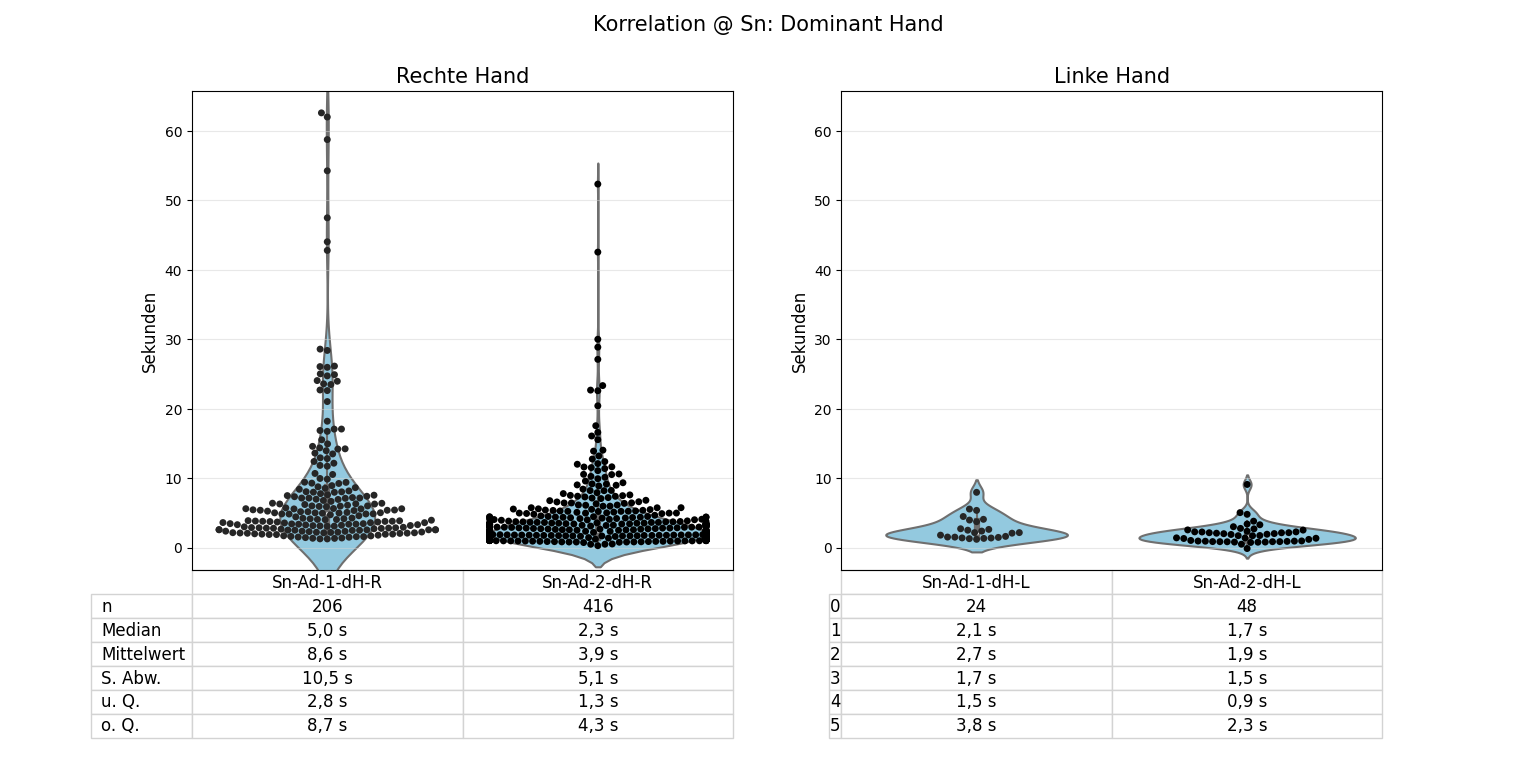 Korrelation @ Sn: Dominant Hand
Rechte Hand
Sekunden
60
50
40
30
20
10
0
Sn-Ad-1-dH-R Sn-Ad-2-dH-R
n 206 416
Median 5,0 s 2,3 s
Mittelwert 8,6 s 3,9 s
S. Abw. 10,5 s 5,1 s
u. Q. 2,8 s 1,3 s
o. Q. 8,7 s 4,3 s
Linke Hand
Sekunden
60
50
40
30
20
10
0
Sn-Ad-1-dH-L Sn-Ad-2-dH-L
0 24 48
1 2,1 s 1,7 s
2 2,7 s 1,9 s
3 1,7 s 1,5 s
4 1,5 s 0,9 s
5 3,8 s 2,3 s